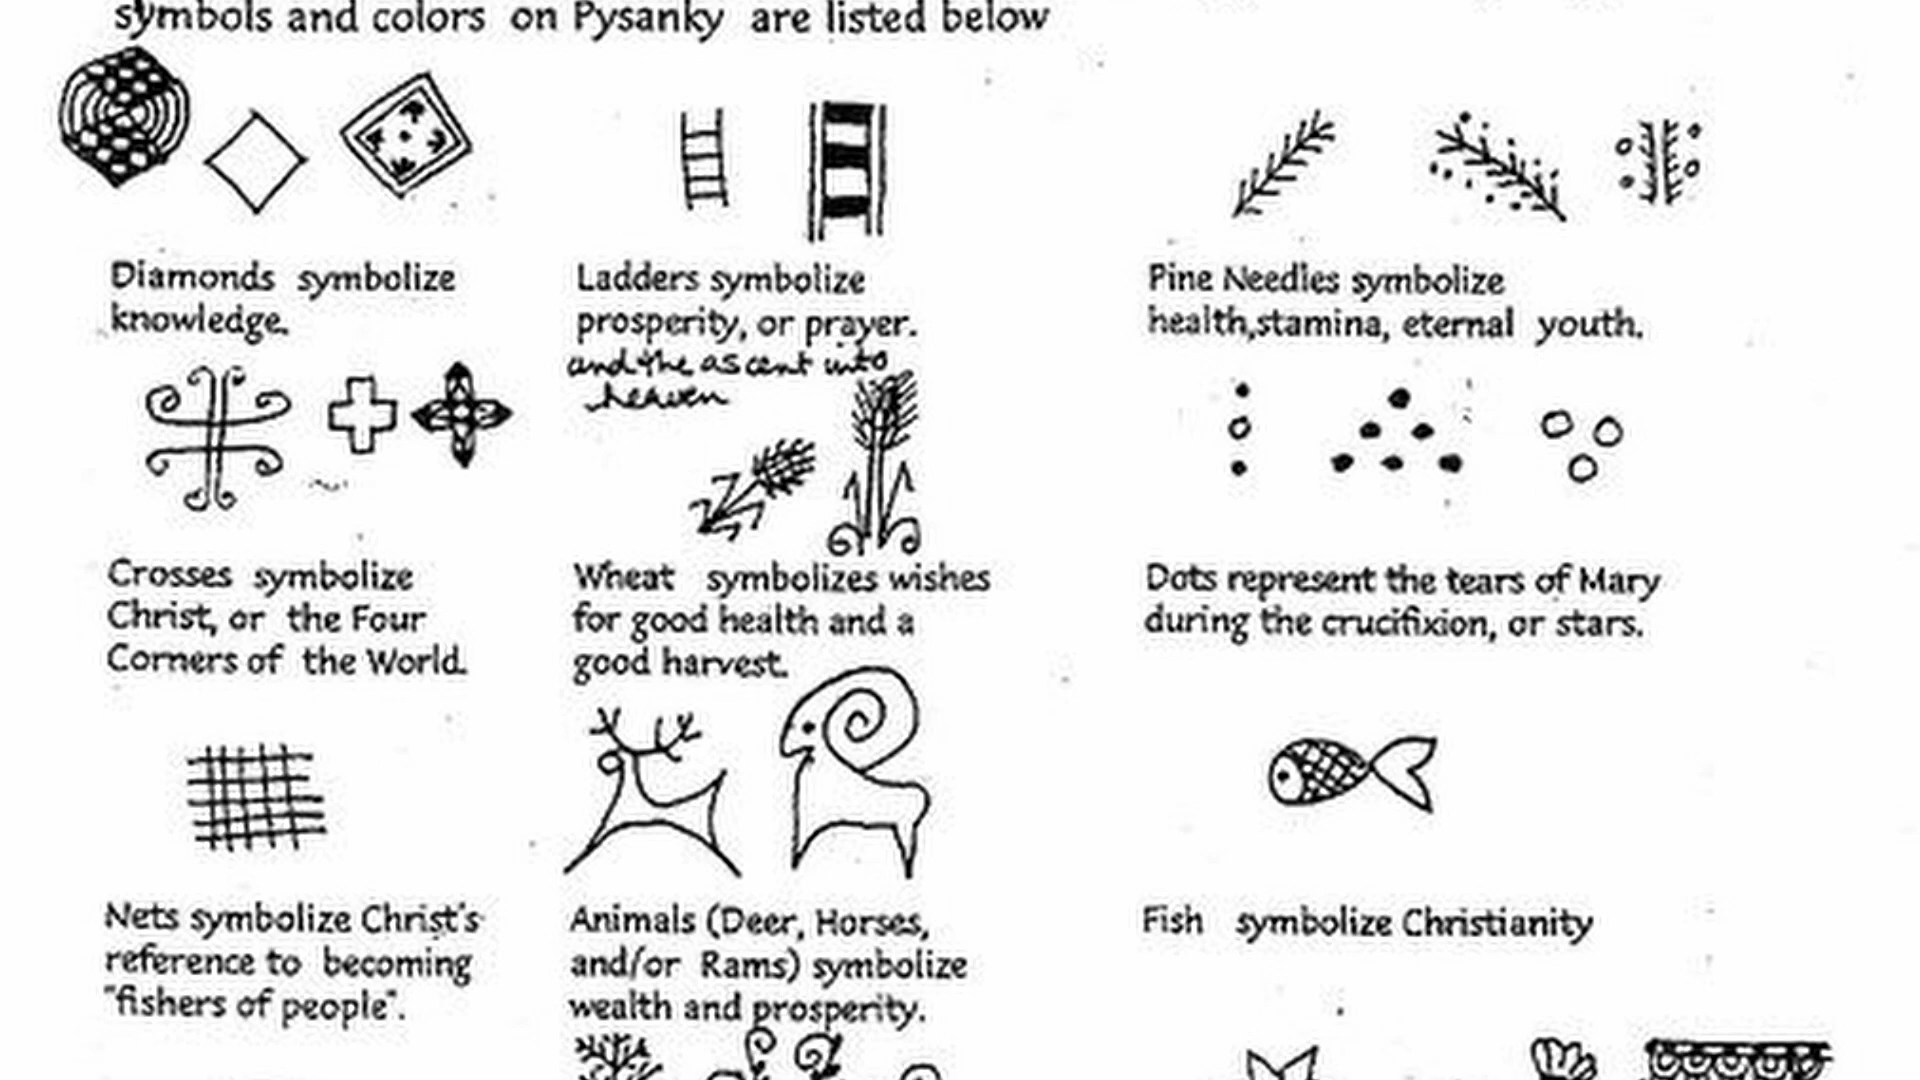 symbols and colors on Pysanky are listed below
Diamonds symbolize
knowledge.
Ladders symbolize
prosperity, or prayer.
and the ascent into
heaven
Pine Needles symbolize
health,stamina, eternal youth.
Crosses symbolize
Christ, or the Four
Corners of the World.
Wheat symbolizes wishes
for good health and a
good harvest.
Dots represent the tears of Mary
during the crucifixion, or stars.
Nets symbolize Christ's
reference to becoming
"fishers of people".
Animals (Deer, Horses,
and/or Rams) symbolize
wealth and prosperity.
Fish symbolize Christianity